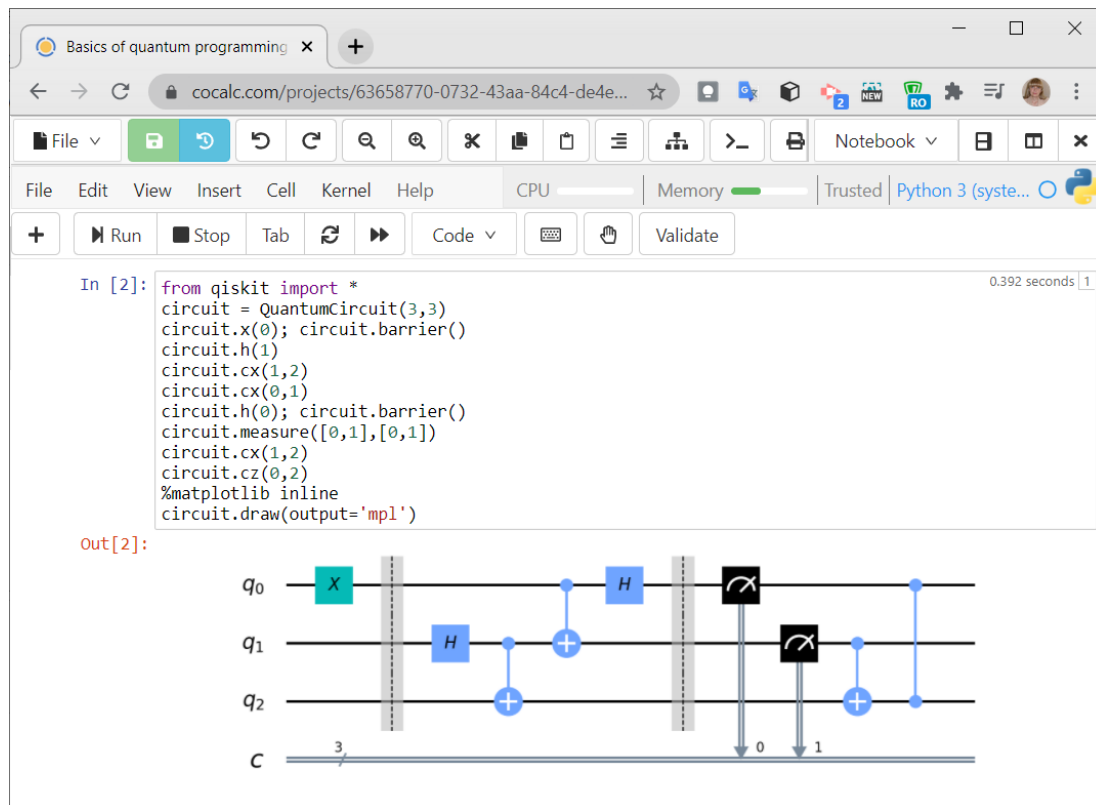 Basics of quantum programming
cocalc.com/projects/63658770-0732-43aa-84c4-de4e...
2
NEW
RO
File
Notebook
File Edit View Insert Cell Kernel Help CPU Memory Trusted Python 3 (syste...
Run Stop Tab Code Validate
In [2]:
0.392 seconds 1
from qiskit import *
circuit = QuantumCircuit(3,3)
circuit.x(0); circuit.barrier()
circuit.h(1)
circuit.cx(1,2)
circuit.cx(0,1)
circuit.h(0); circuit.barrier()
circuit.measure([0,1],[0,1])
circuit.cx(1,2)
circuit.cz(0,2)
%matplotlib inline
circuit.draw(output='mpl')
Out[2]:
q0 X H
q1 H
q2
C 3 0 1